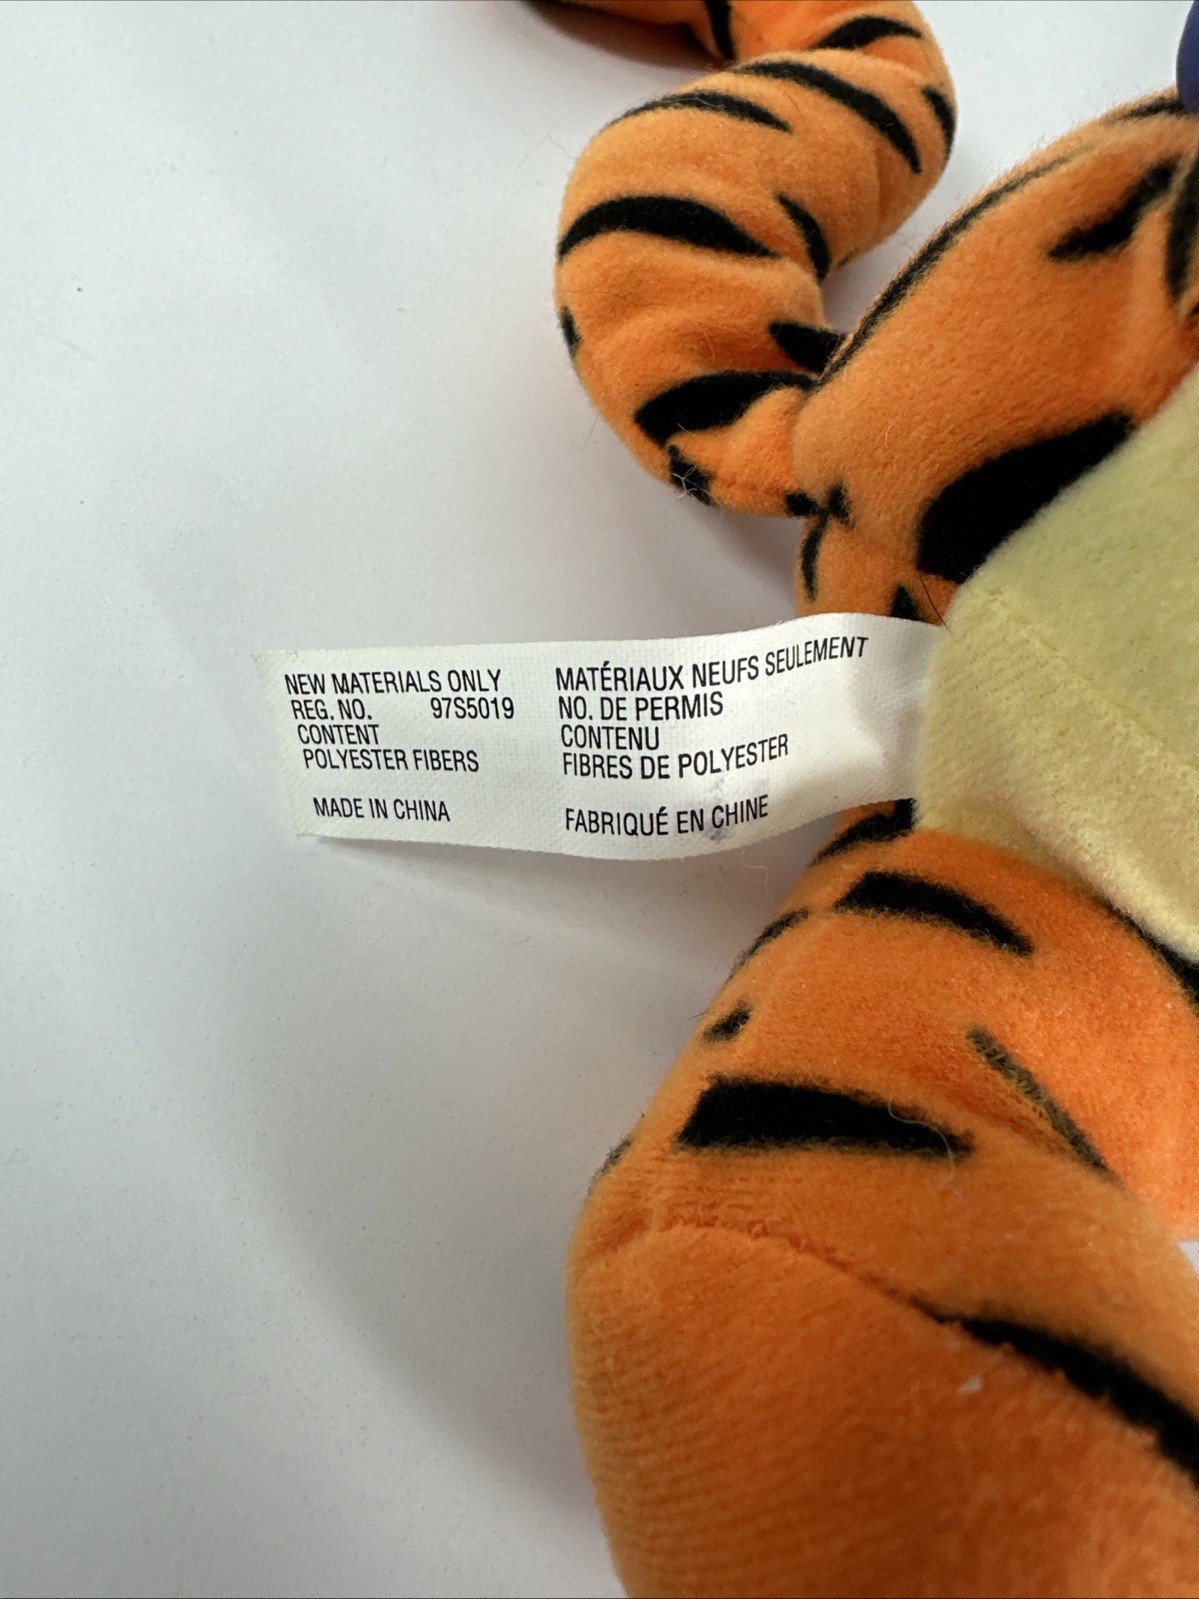 NEW MATERIALS ONLY
REG. NO. 97S5019
CONTENT
POLYESTER FIBERS
MADE IN CHINA
MATÉRIAUX NEUFS SEULEMENT
NO. DE PERMIS
CONTENU
FIBRES DE POLYESTER
FABRIQUÉ EN CHINE